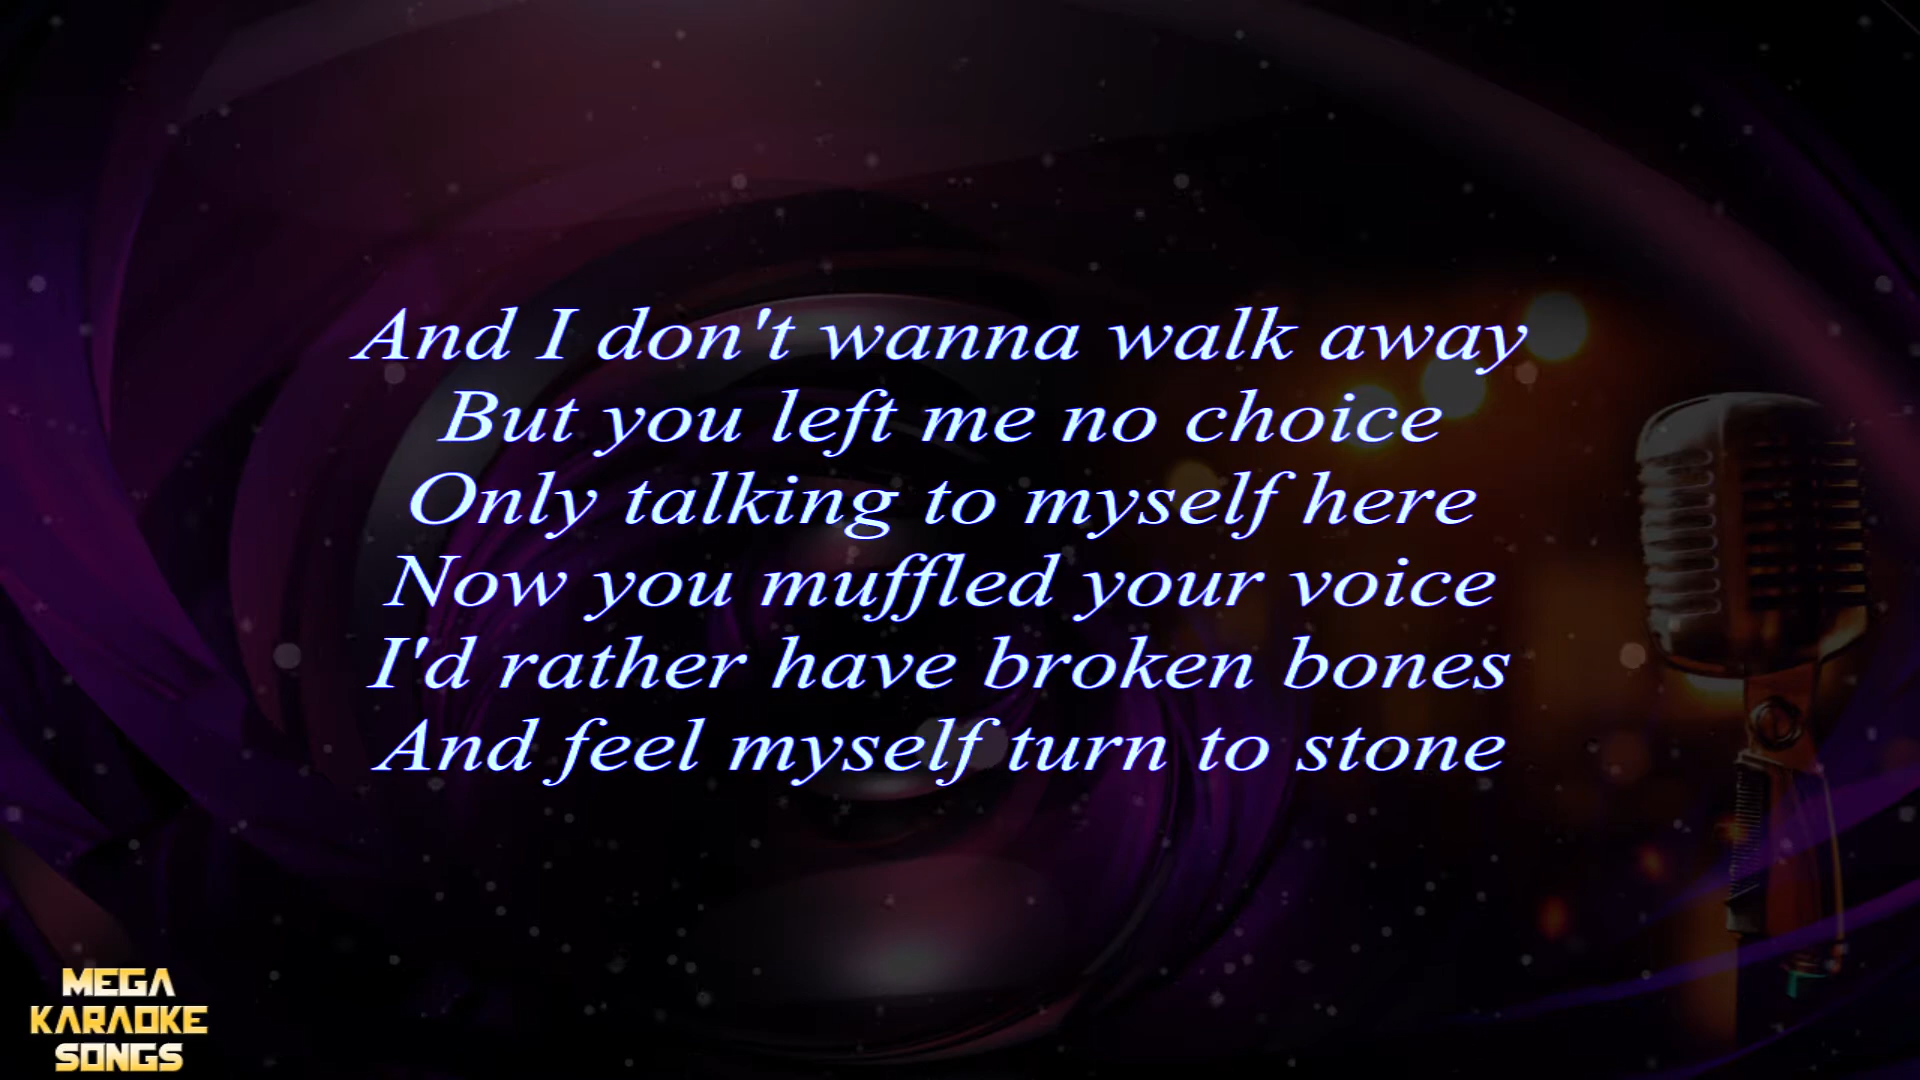 And I don't wanna walk away
But you left me no choice
Only talking to myself here
Now you muffled your voice
I'd rather have broken bones
And feel myself turn to stone
MEGA
KARAOKE
SONGS